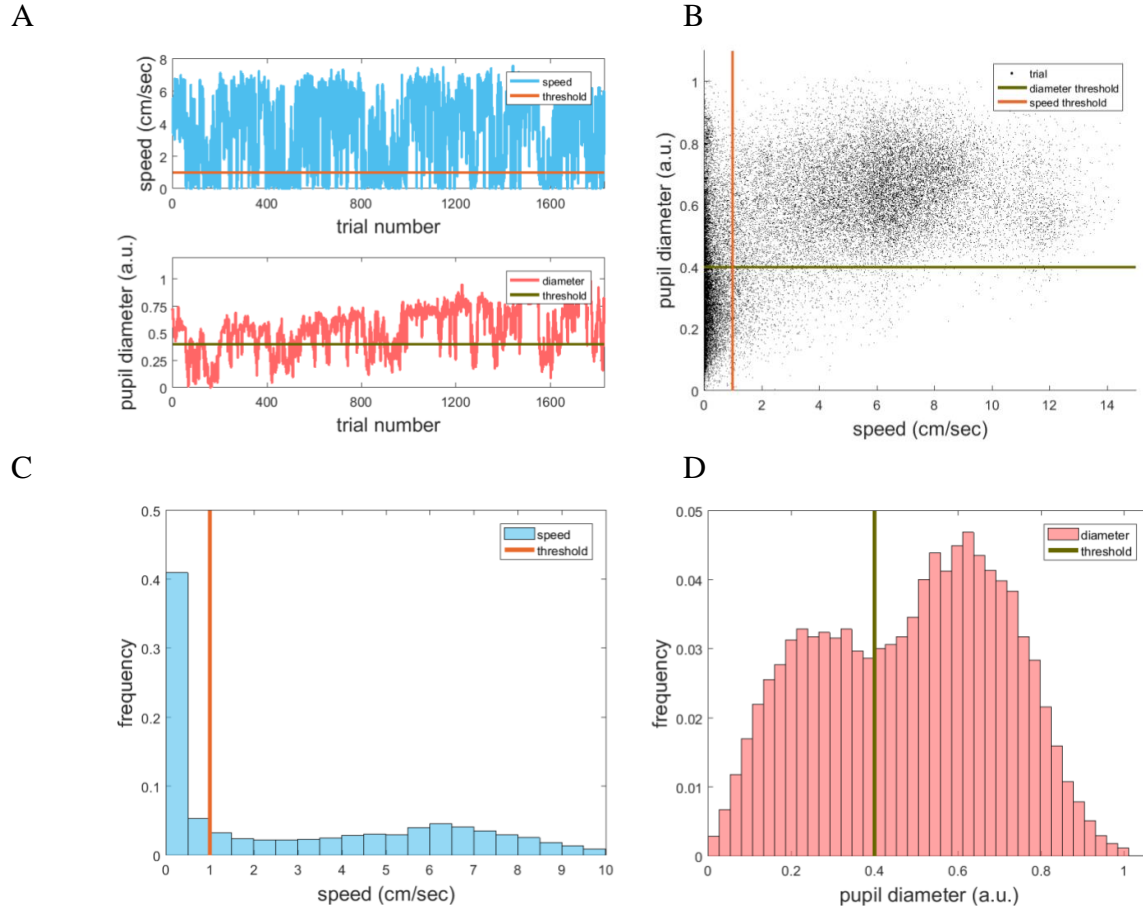 A
8
6
4
2
0
speed (cm/sec)
speed
threshold
0 400 800 1200 1600
trial number
1
0.75
0.5
0.25
0
pupil diameter (a.u.)
diameter
threshold
0 400 800 1200 1600
trial number
B
1
0.8
0.6
0.4
0.2
0
pupil diameter (a.u.)
trial
diameter threshold
speed threshold
0 2 4 6 8 10 12 14
speed (cm/sec)
C
0.5
0.4
0.3
0.2
0.1
0
frequency
speed
threshold
0 1 2 3 4 5 6 7 8 9 10
speed (cm/sec)
D
0.05
0.04
0.03
0.02
0.01
0
frequency
diameter
threshold
0 0.2 0.4 0.6 0.8 1
pupil diameter (a.u.)